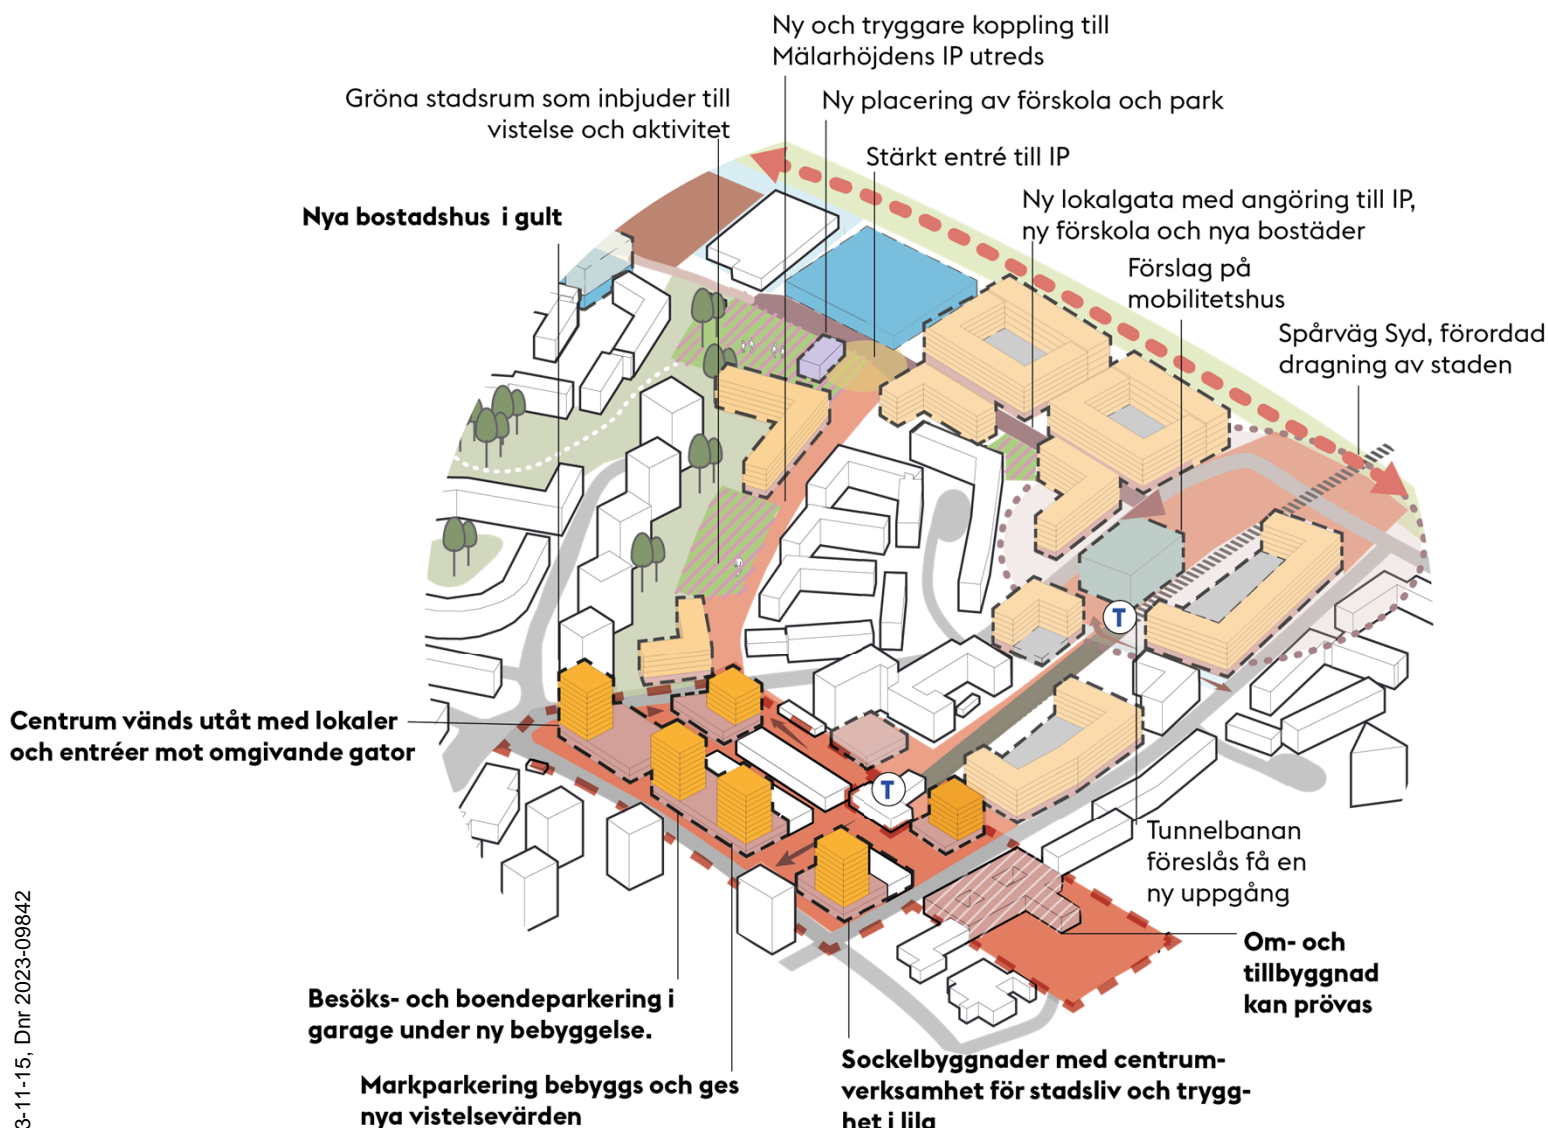 Ny och tryggare koppling till
Mälarhöjdens IP utreds
Gröna stadsrum som inbjuder till
vistelse och aktivitet
Ny placering av förskola och park
Stärkt entré till IP
Nya bostadshus i gult
Ny lokalgata med angöring till IP,
ny förskola och nya bostäder
Förslag på
mobilitetshus
Spårväg Syd, förordad
dragning av staden
T
Centrum vänds utåt med lokaler
och entréer mot omgivande gator
T
Tunnelbanan
föreslås få en
ny uppgång
Om- och
tillbyggnad
kan prövas
Besöks- och boendeparkering i
garage under ny bebyggelse.
Markparkering bebyggs och ges
nya vistelsevärden
Sockelbyggnader med centrum-
verksamhet för stadsliv och trygg-
het i lila
3-11-15, Dnr 2023-09842